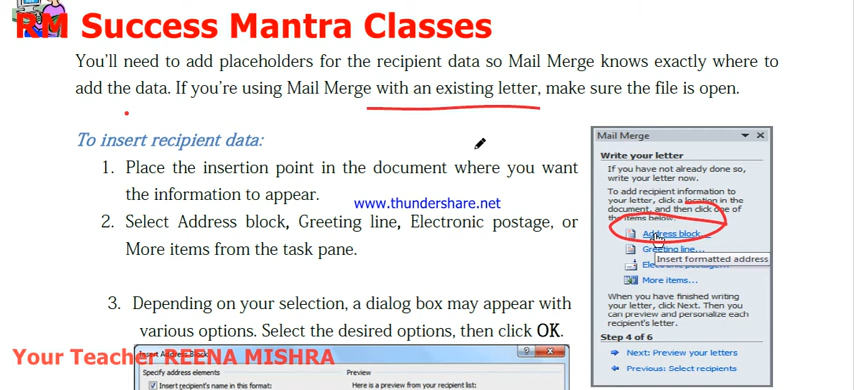 RM Success Mantra Classes
You'll need to add placeholders for the recipient data so Mail Merge knows exactly where to
add the data. If you're using Mail Merge with an existing letter, make sure the file is open.
To insert recipient data:
1. Place the insertion point in the document where you want
the information to appear.
www.thundershare.net
2. Select Address block, Greeting line, Electronic postage, or
More items from the task pane.
3. Depending on your selection, a dialog box may appear with
various options. Select the desired options, then click OK.
Your Teacher REENA MISHRA
Insert Address Block
Specify address elements
Insert recipient's name in this format:
Preview
Here is a preview from your recipient list:
Mail Merge
Write your letter
If you have not already done so,
write your letter now.
To add recipient information to
your letter, click a location in the
document, and then click one of
the items below.
Address block...
Greeting line...
Insert formatted address
Electronic postage...
More items...
When you have finished writing
your letter, click Next. Then you
can preview and personalize each
recipient's letter.
Step 4 of 6
Next: Preview your letters
Previous: Select recipients